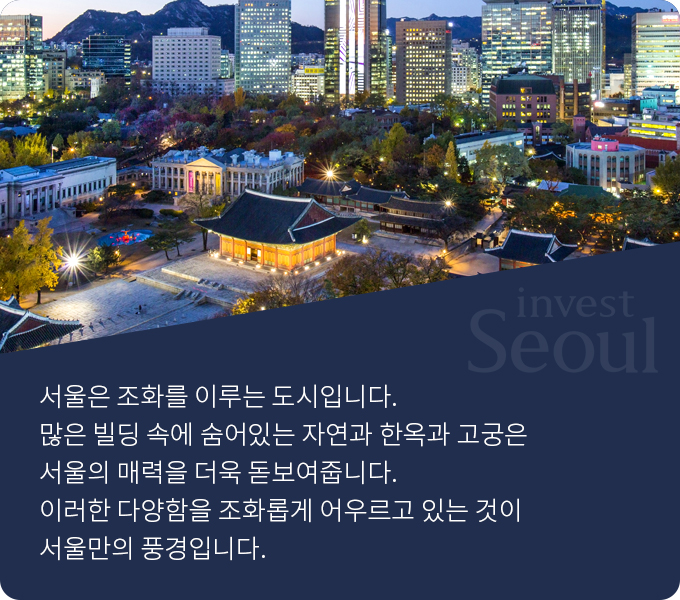 invest
Seoul
서울은 조화를 이루는 도시입니다.
많은 빌딩 속에 숨어있는 자연과 한옥과 고궁은
서울의 매력을 더욱 돋보여줍니다.
이러한 다양함을 조화롭게 어우르고 있는 것이
서울만의 풍경입니다.